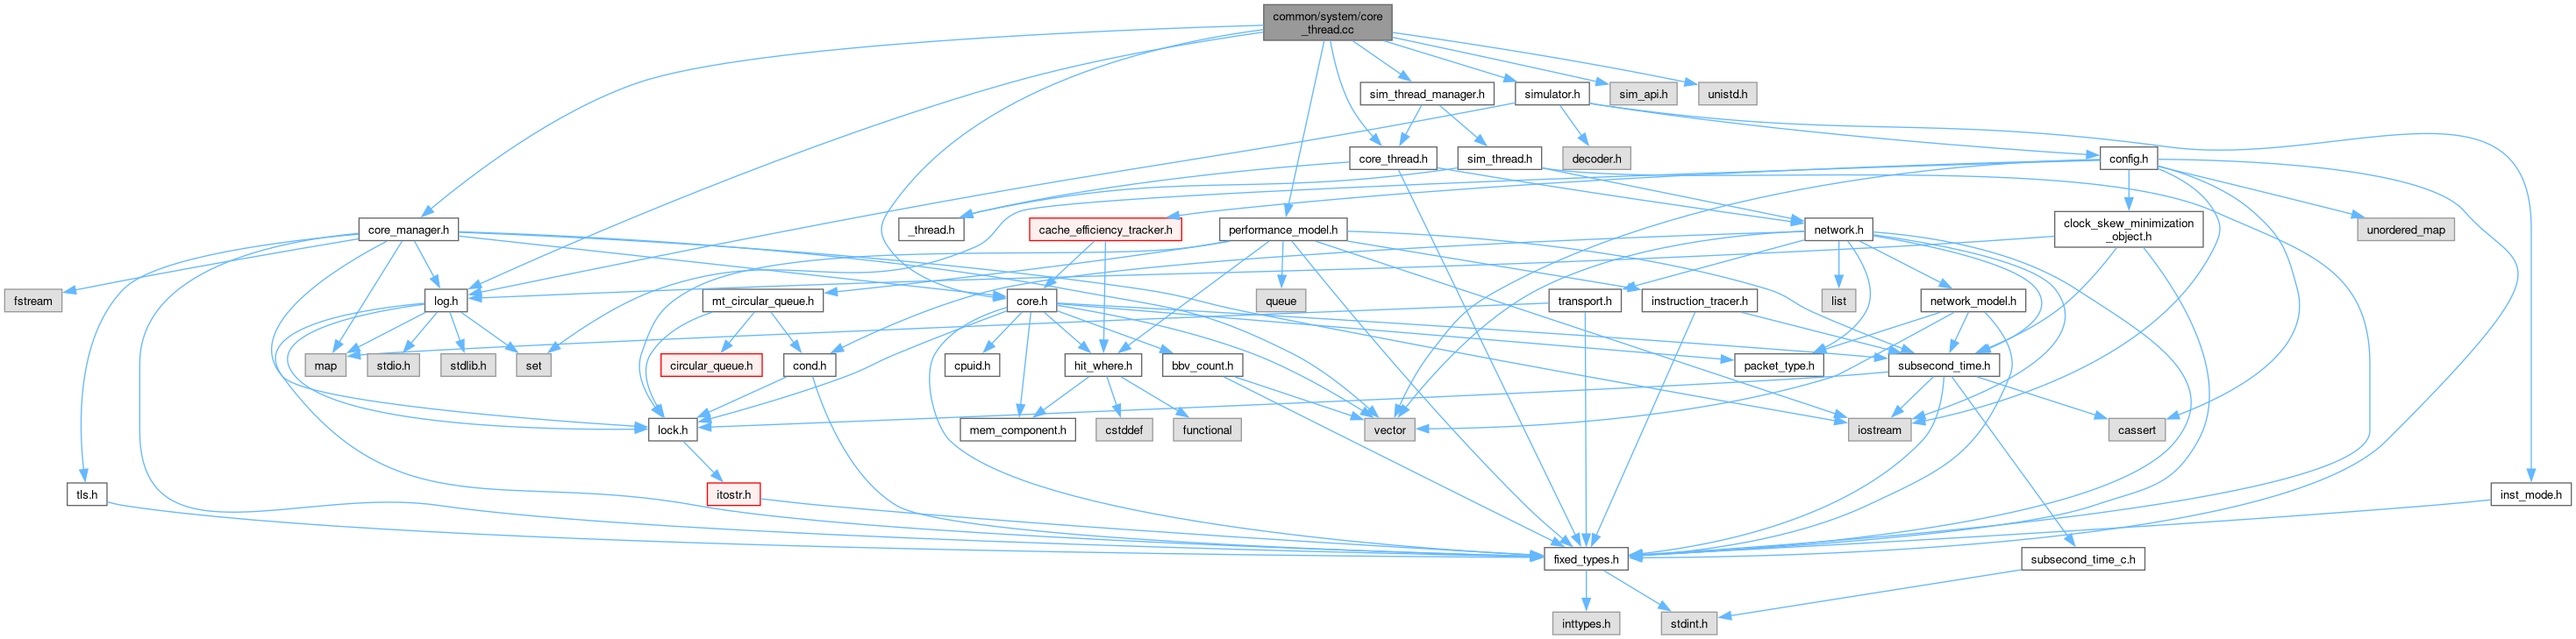 common/system/core
_thread.cc
sim_thread_manager.h
simulator.h
sim_api.h
unistd.h
core_thread.h
sim_thread.h
decoder.h
config.h
core_manager.h
_thread.h
cache_efficiency_tracker.h
performance_model.h
network.h
clock_skew_minimization
_object.h
unordered_map
fstream
log.h
mt_circular_queue.h
core.h
queue
transport.h
instruction_tracer.h
list
network_model.h
map
stdio.h
stdlib.h
set
circular_queue.h
cond.h
cpuid.h
hit_where.h
bbv_count.h
packet_type.h
subsecond_time.h
lock.h
mem_component.h
cstddef
functional
vector
iostream
cassert
tls.h
itostr.h
inst_mode.h
fixed_types.h
subsecond_time_c.h
inttypes.h
stdint.h